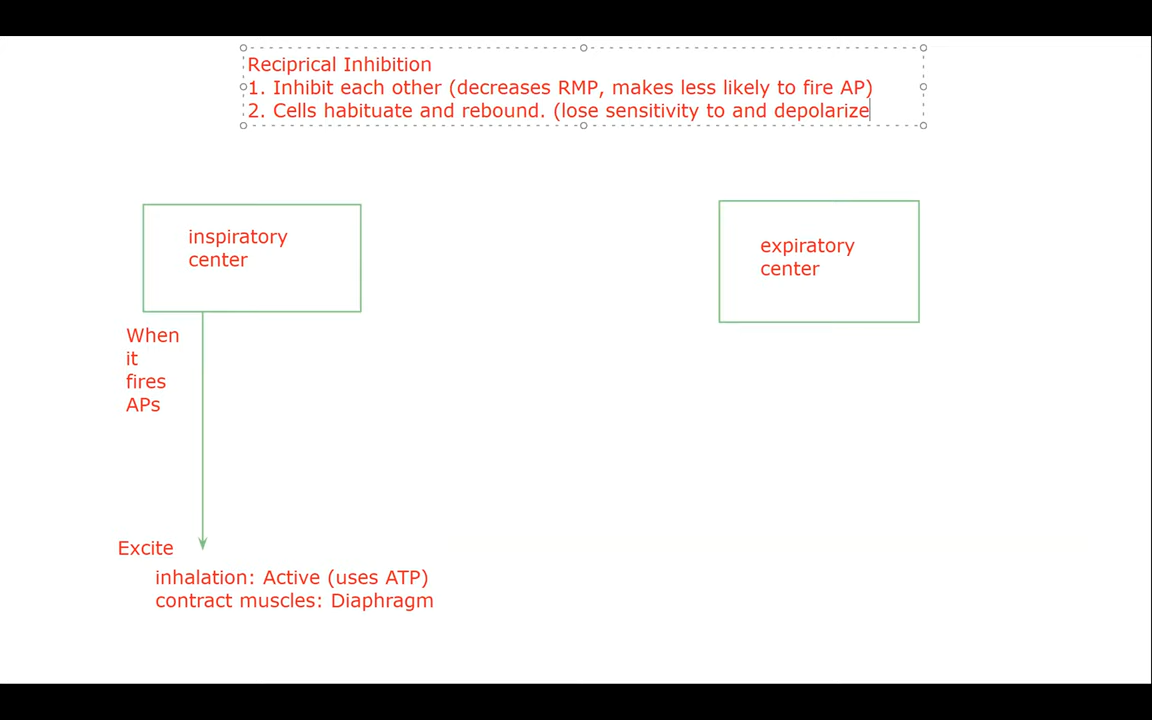 Reciprical Inhibition
1. Inhibit each other (decreases RMP, makes less likely to fire AP)
2. Cells habituate and rebound. (lose sensitivity to and depolarize
inspiratory
center
expiratory
center
When
it
fires
APs
Excite
inhalation: Active (uses ATP)
contract muscles: Diaphragm